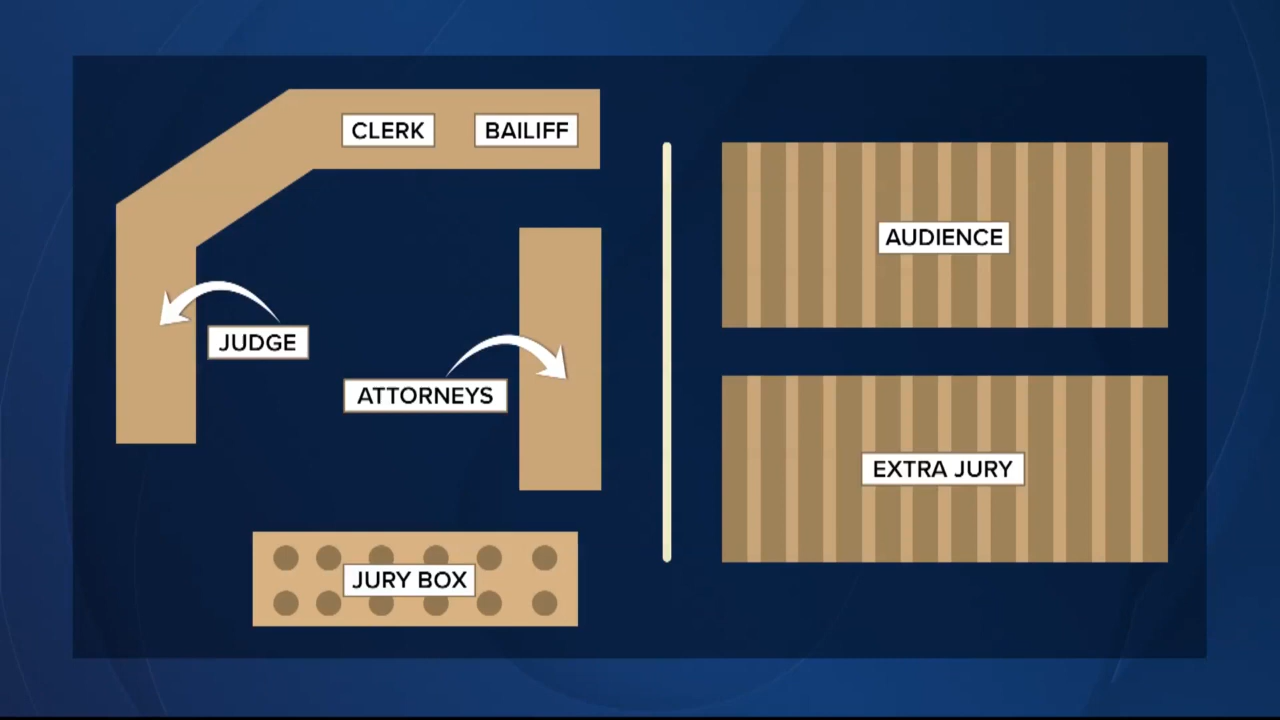 CLERK
BAILIFF
AUDIENCE
JUDGE
ATTORNEYS
EXTRA JURY
JURY BOX